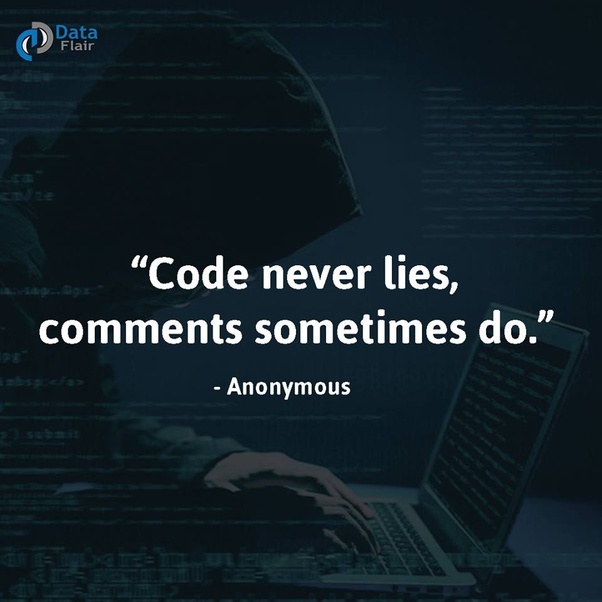 Data
Flair
“Code never lies,
comments sometimes do.”
- Anonymous